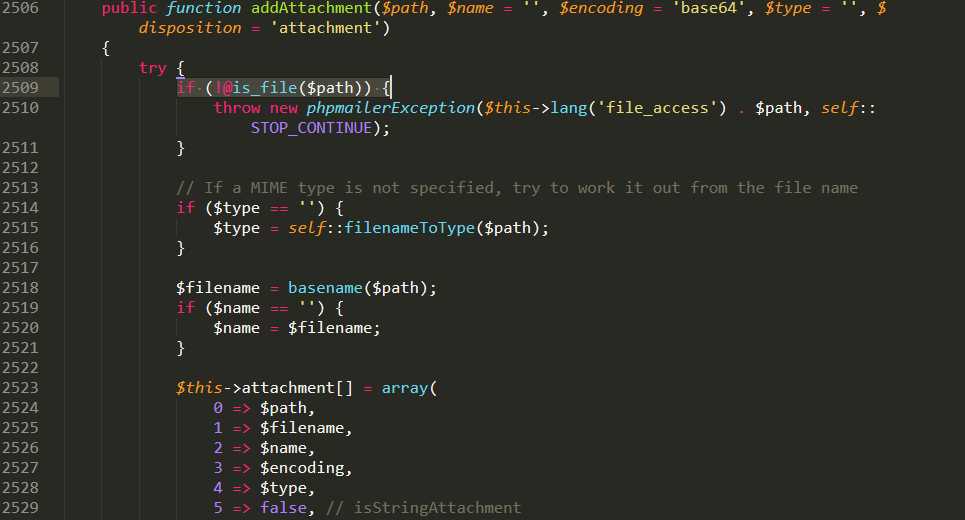 2506 public function addAttachment($path, $name = '', $encoding = 'base64', $type = '', $
disposition = 'attachment')
2507 {
2508 try {
2509 if (!@is_file($path)) {
2510 throw new phpmailerException($this->lang('file_access') . $path, self::
STOP_CONTINUE);
2511 }
2512
2513 // If a MIME type is not specified, try to work it out from the file name
2514 if ($type == '') {
2515 $type = self::filenameToType($path);
2516 }
2517
2518 $filename = basename($path);
2519 if ($name == '') {
2520 $name = $filename;
2521 }
2522
2523 $this->attachment[] = array(
2524 0 => $path,
2525 1 => $filename,
2526 2 => $name,
2527 3 => $encoding,
2528 4 => $type,
2529 5 => false, // isStringAttachment